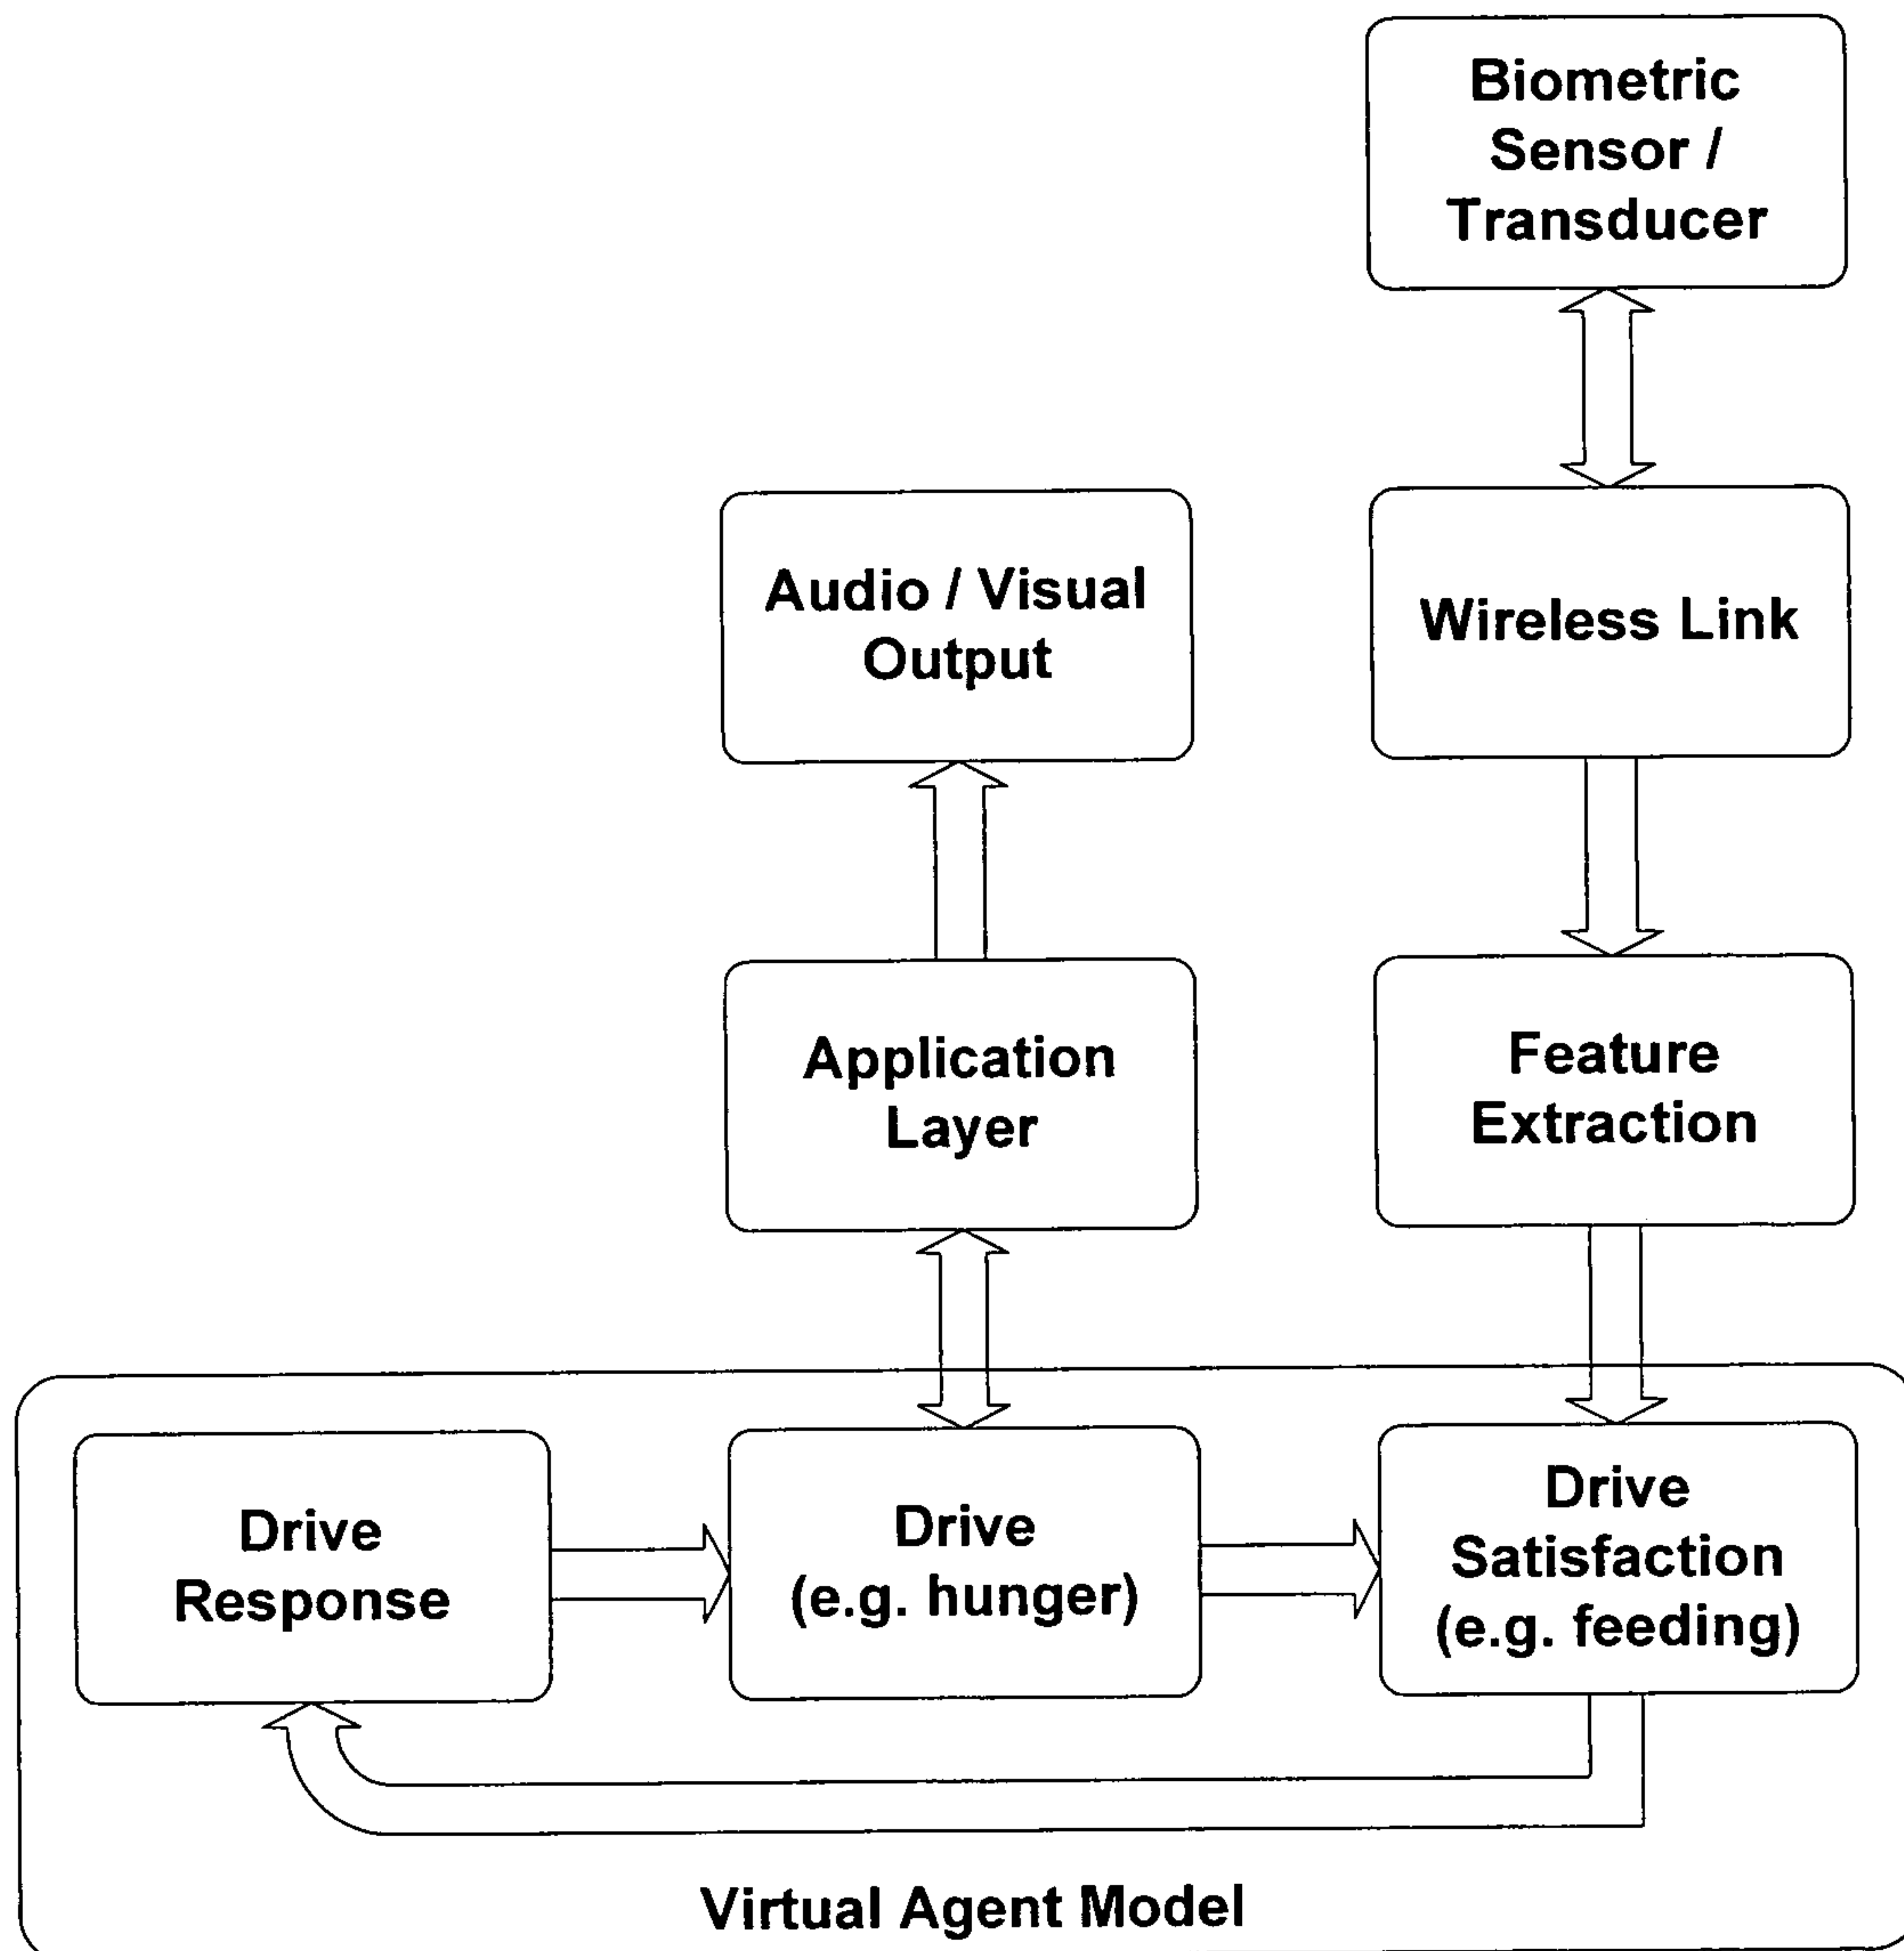 Biometric
Sensor /
Transducer
Audio / Visual
Output
Wireless Link
Application
Layer
Feature
Extraction
Drive
Response
Drive
(e.g. hunger)
Drive
Satisfaction
(e.g. feeding)
Virtual Agent Model